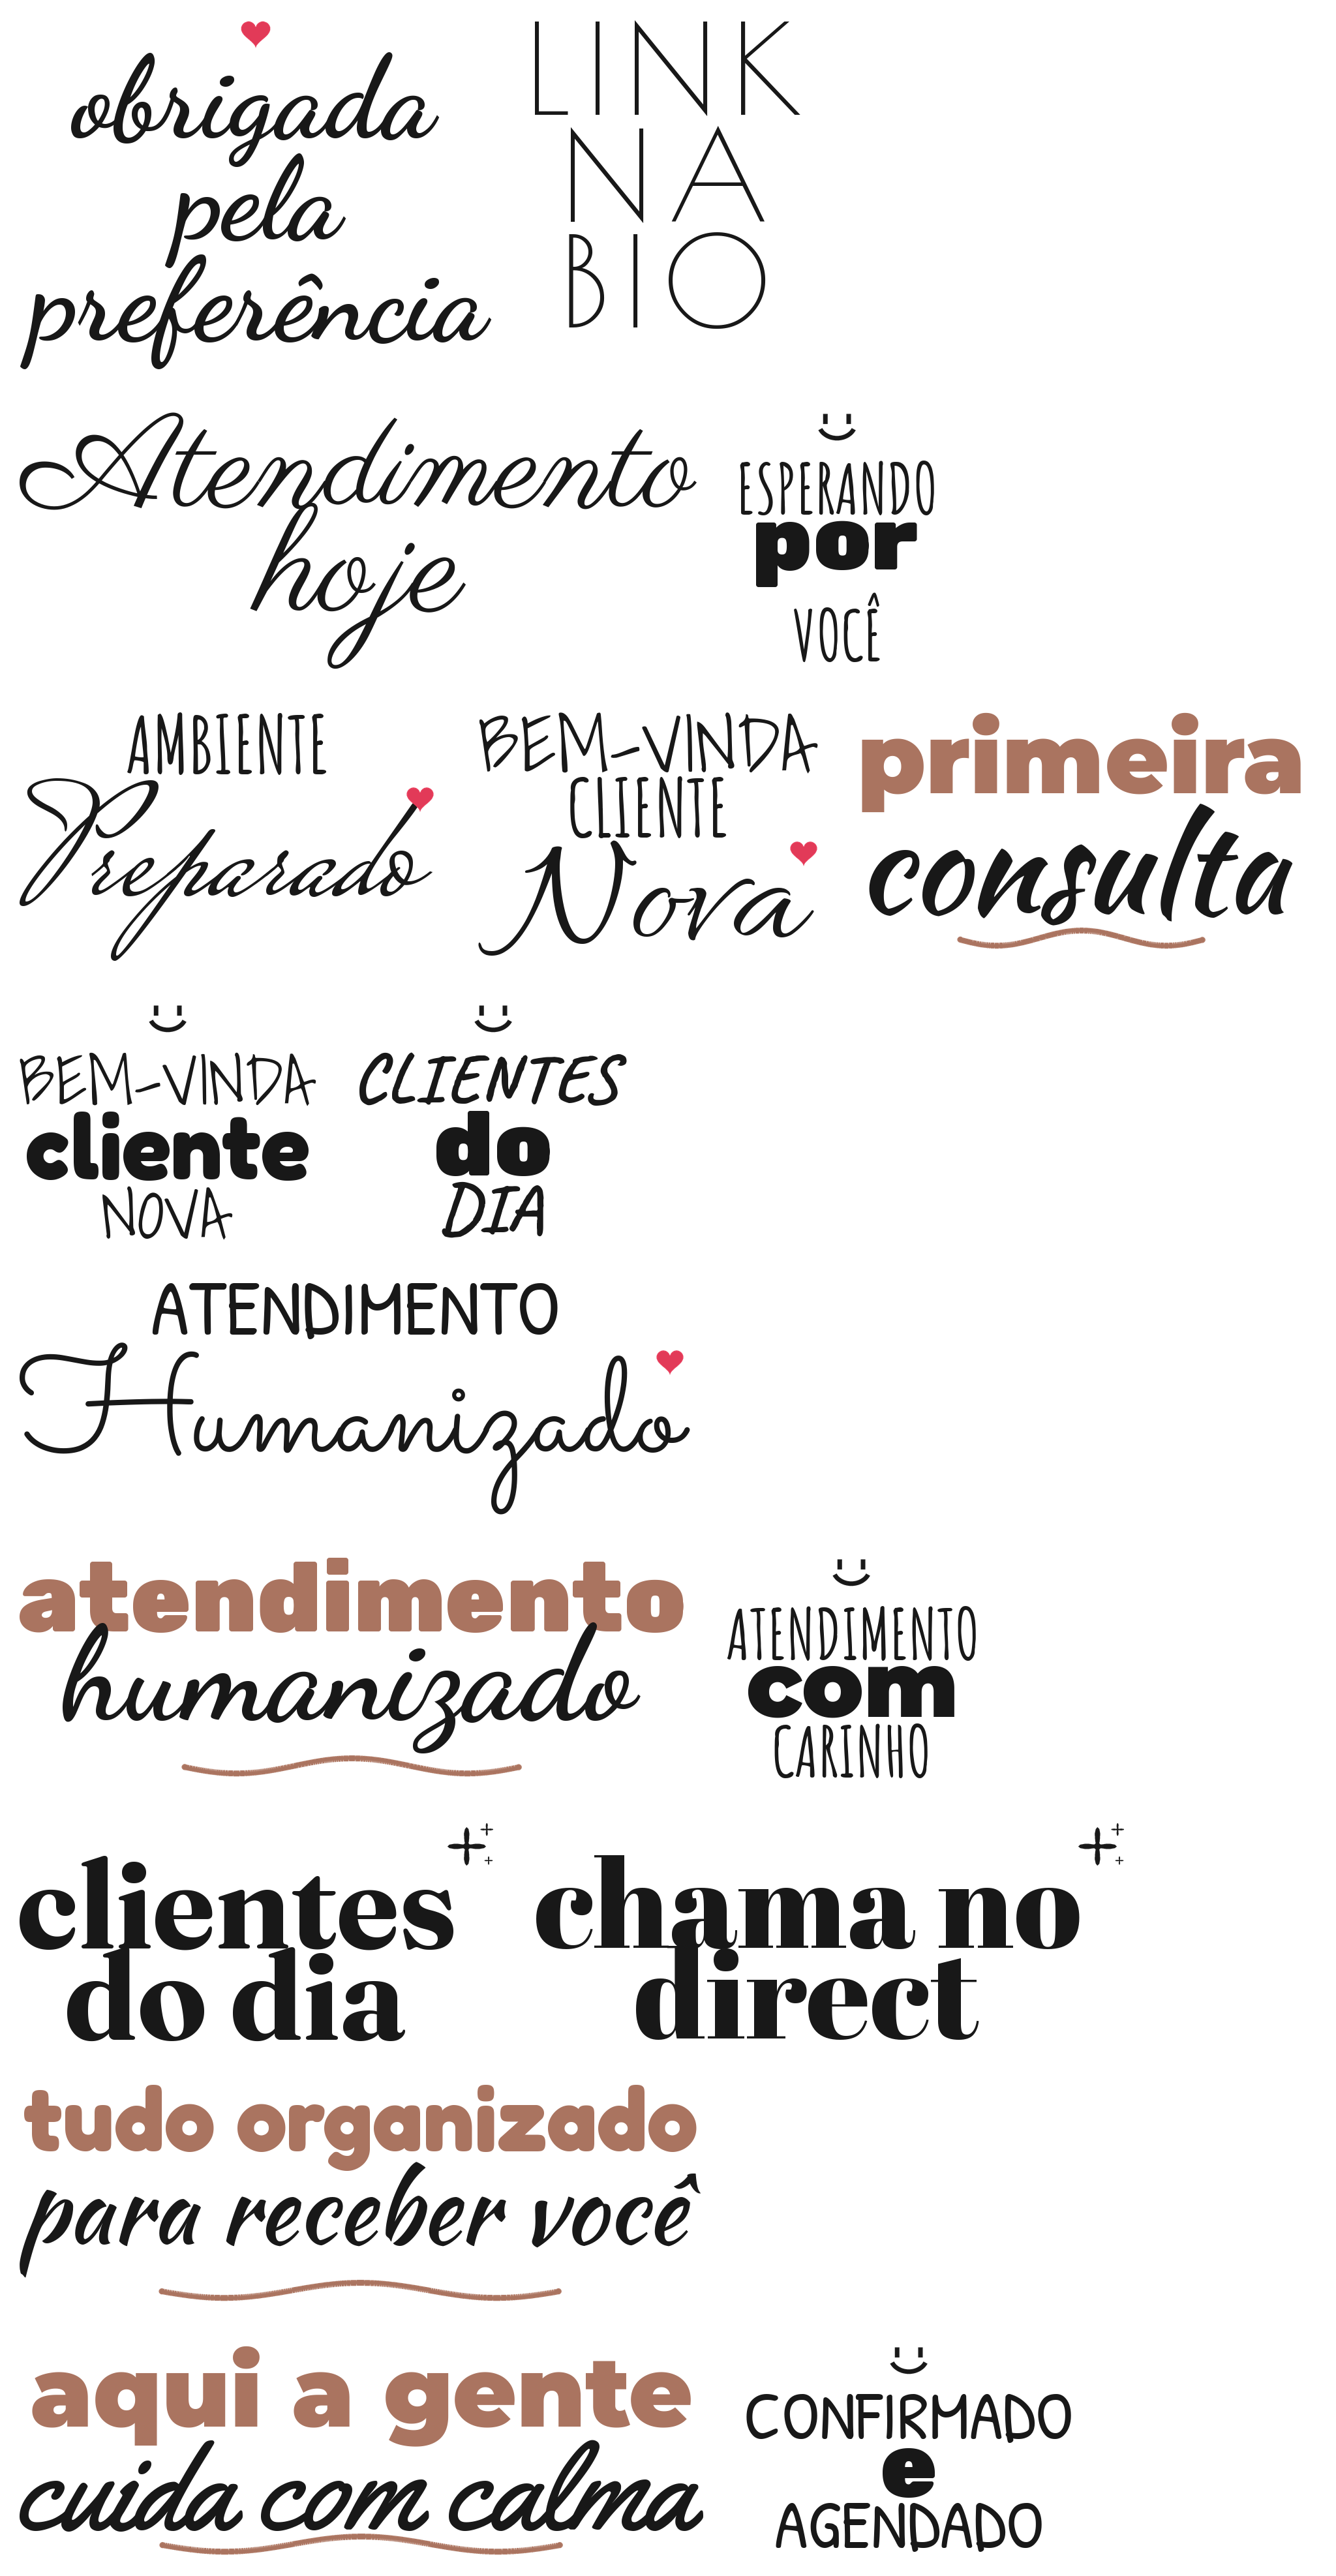 obrigada
pela
preferência
LINK
NA
BIO
Atendimento
hoje
ESPERANDO
por
VOCÊ
AMBIENTE
Preparado
BEM-VINDA
CLIENTE
Nova
primeira
consulta
BEM-VINDA
cliente
NOVA
CLIENTES
do
DIA
ATENDIMENTO
Humanizado
atendimento
humanizado
ATENDIMENTO
com
CARINHO
clientes
do dia
chama no
direct
tudo organizado
para receber você
aqui a gente
cuida com calma
CONFIRMADO
e
AGENDADO